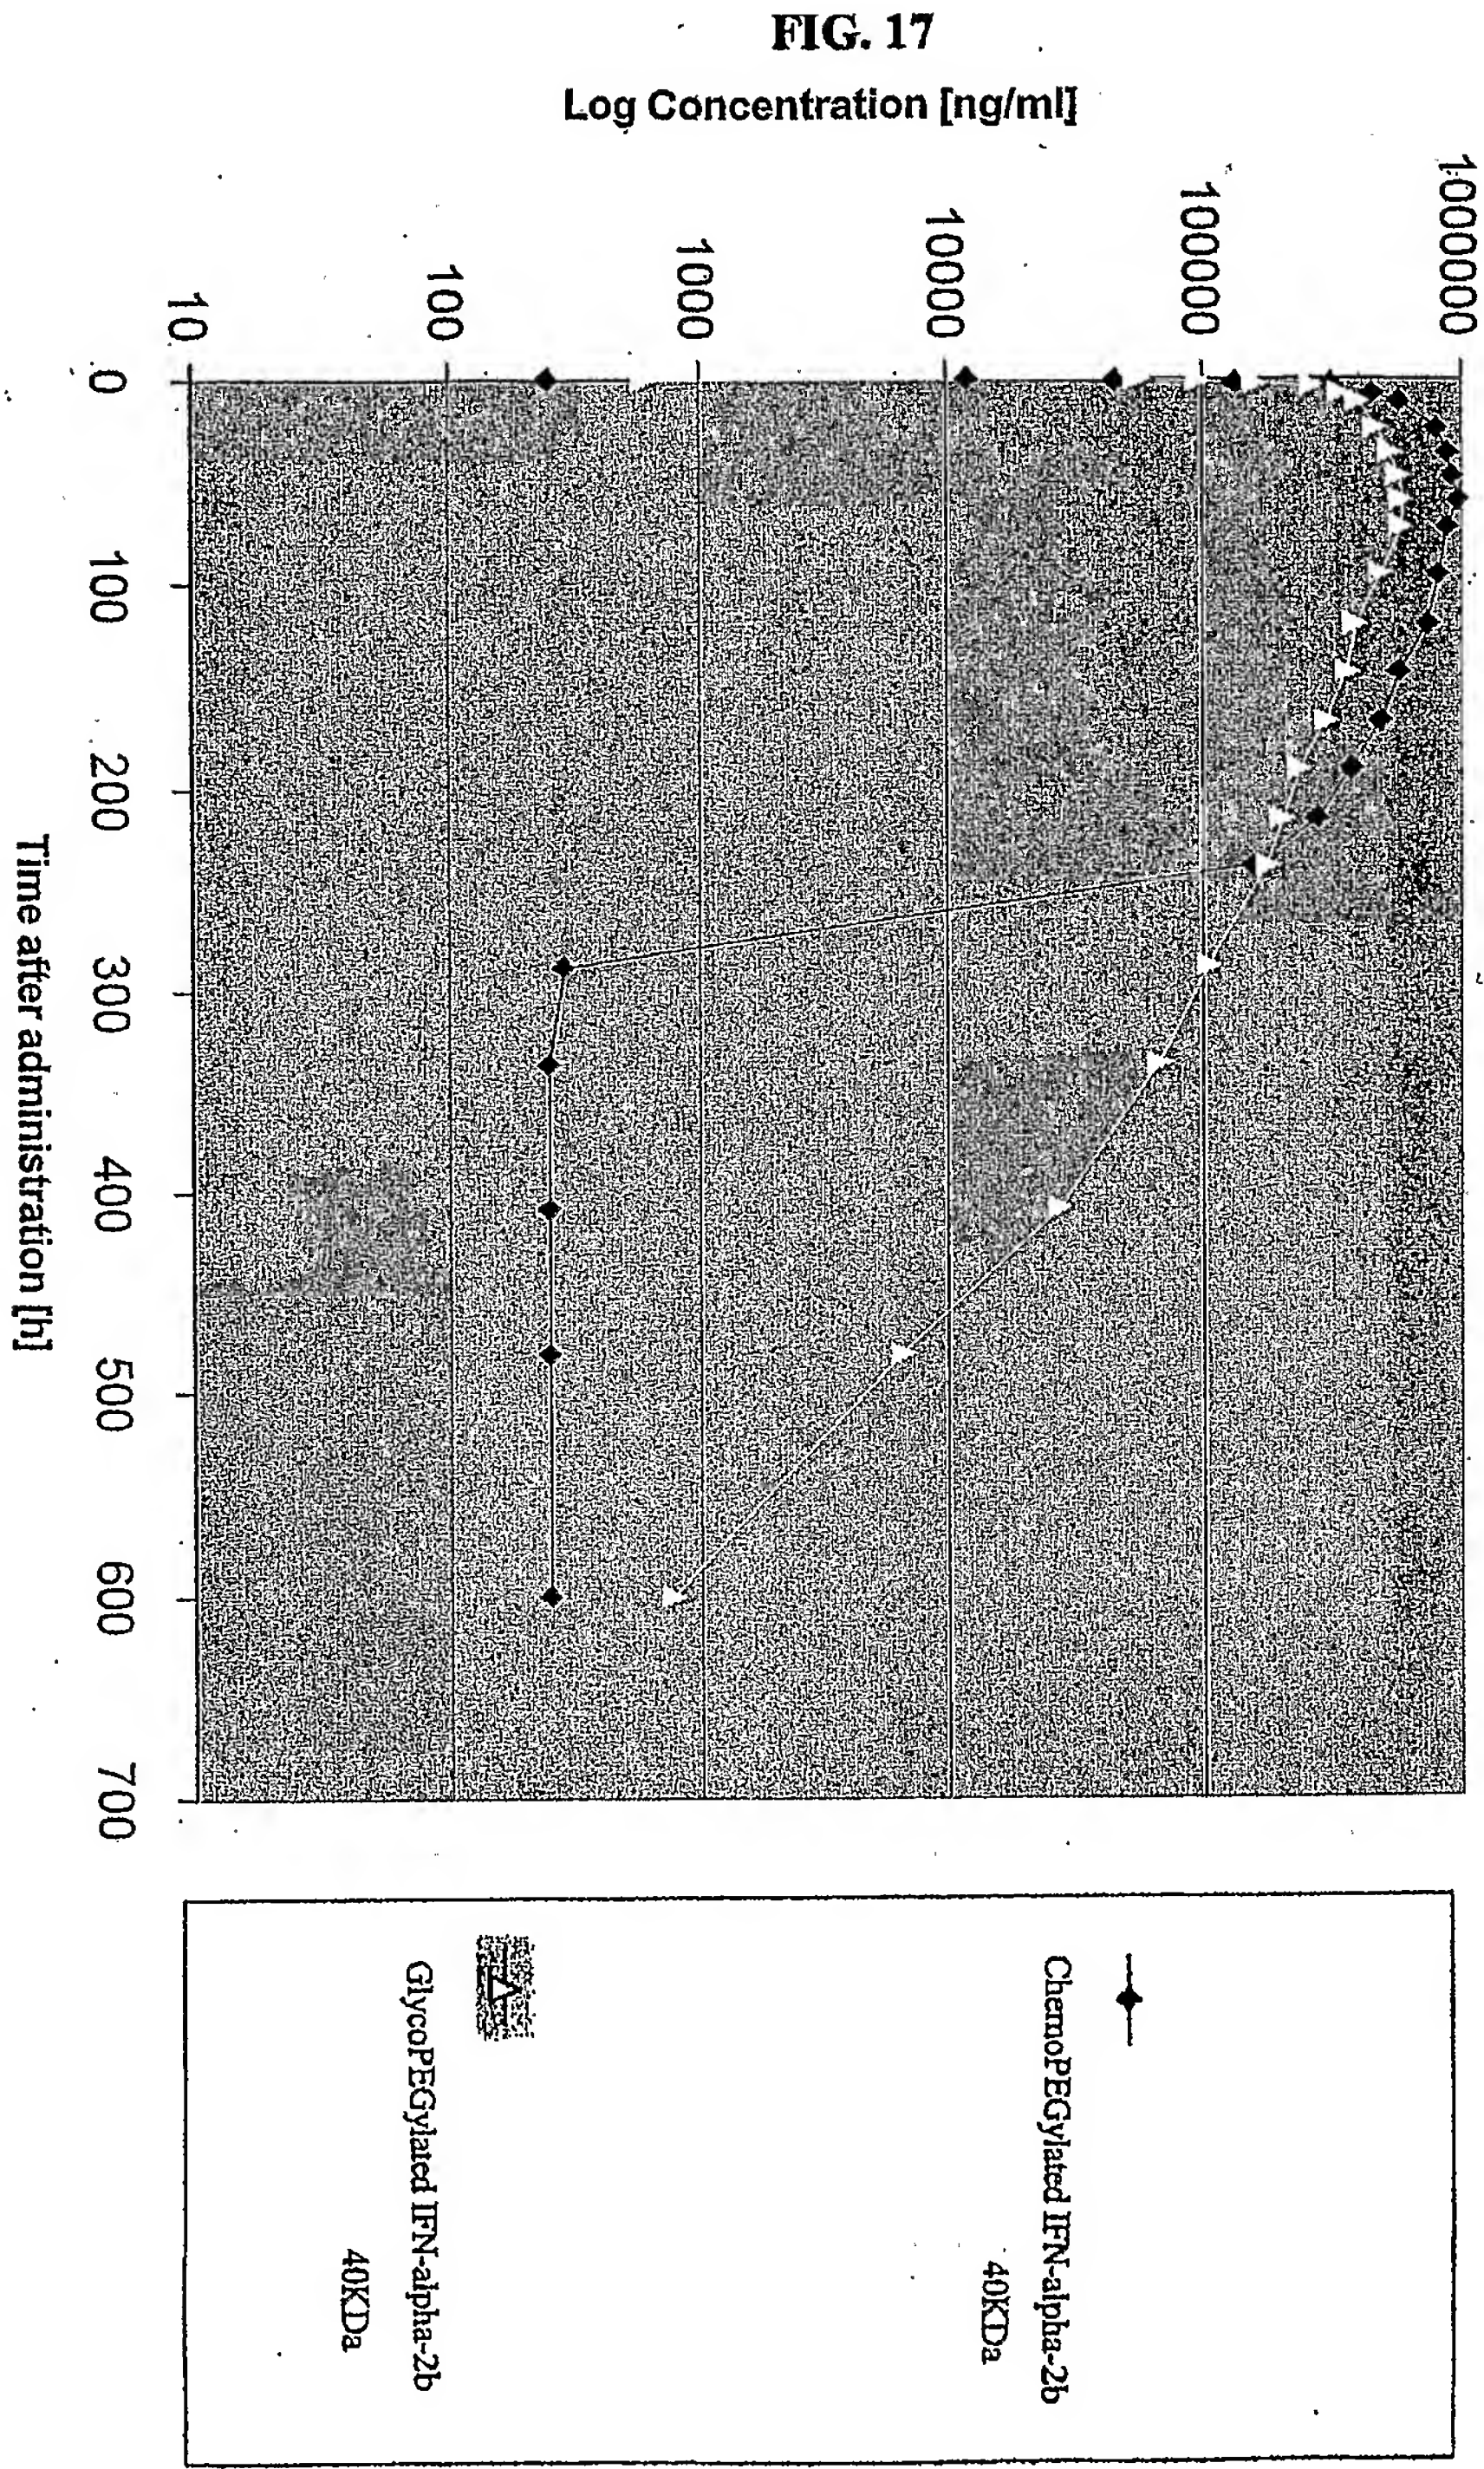 FIG. 17
Log Concentration [ng/ml]
1000000
100000
10000
1000
100
10
0
100
200
300
400
500
600
700
Time after administration [h]
ChemoPEGylated IFN-alpha-2b
40KDa
GlycoPEGylated IFN-alpha-2b
40KDa